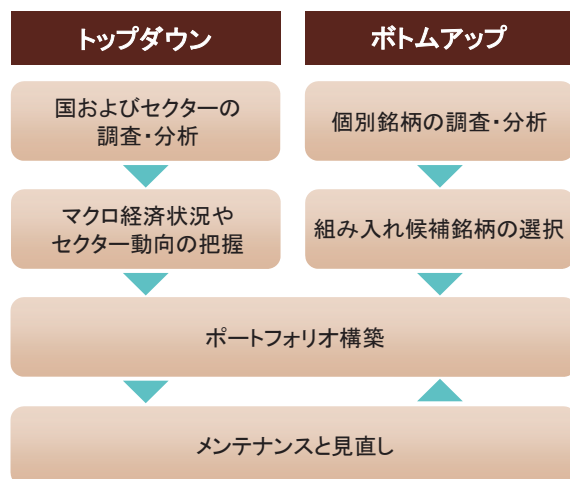 トップダウン
国およびセクターの
調査・分析
マクロ経済状況や
セクター動向の把握
ボトムアップ
個別銘柄の調査・分析
組み入れ候補銘柄の選択
ポートフォリオ構築
メンテナンスと見直し